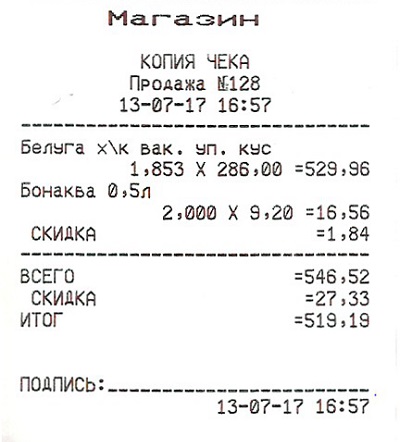 Магазин
КОПИЯ ЧЕКА
Продажа №128
13-07-17 16:57
Белуга х\к вак. уп. кус
1,853 X 286,00 =529,96
Бонаква 0,5л
2,000 X 9,20 =16,56
СКИДКА =1,84
ВСЕГО =546,52
СКИДКА =27,33
ИТОГ =519,19
ПОДПИСЬ:
13-07-17 16:57